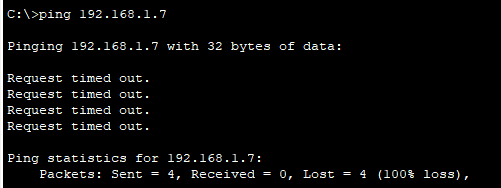 C:\>ping 192.168.1.7
Pinging 192.168.1.7 with 32 bytes of data:
Request timed out.
Request timed out.
Request timed out.
Request timed out.
Ping statistics for 192.168.1.7:
    Packets: Sent = 4, Received = 0, Lost = 4 (100% loss),